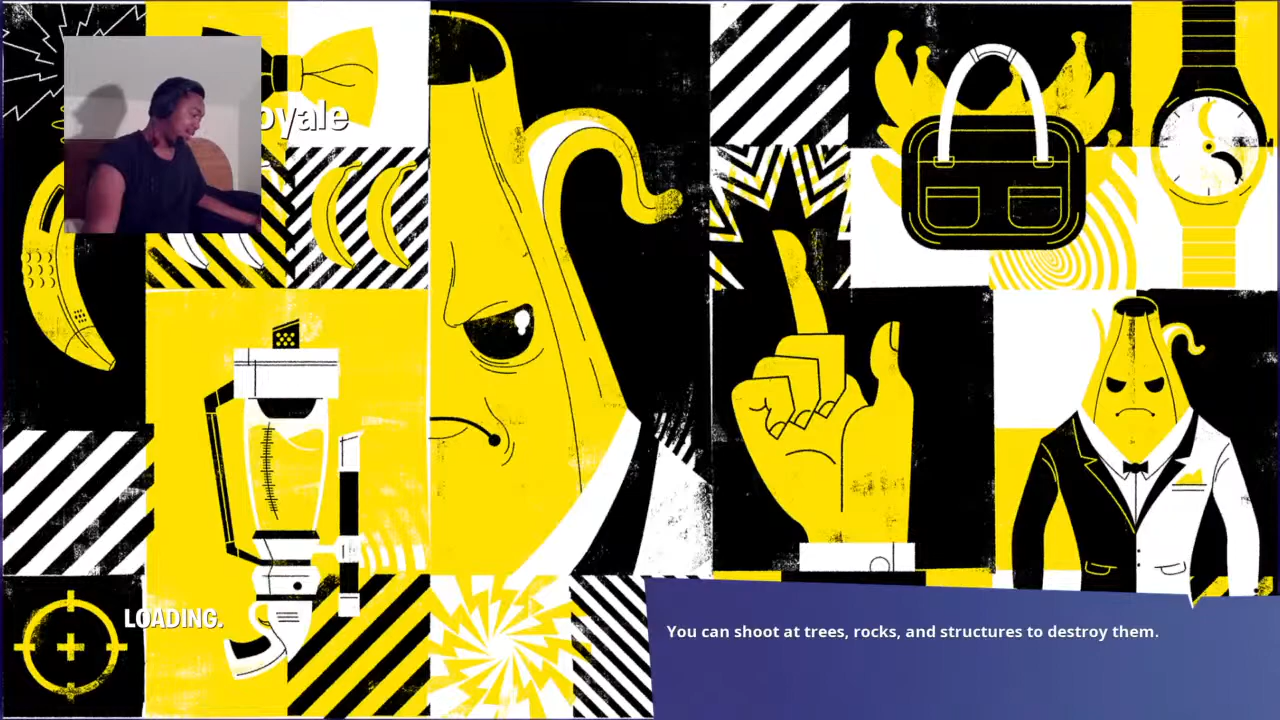 oyale
LOADING.
You can shoot at trees, rocks, and structures to destroy them.